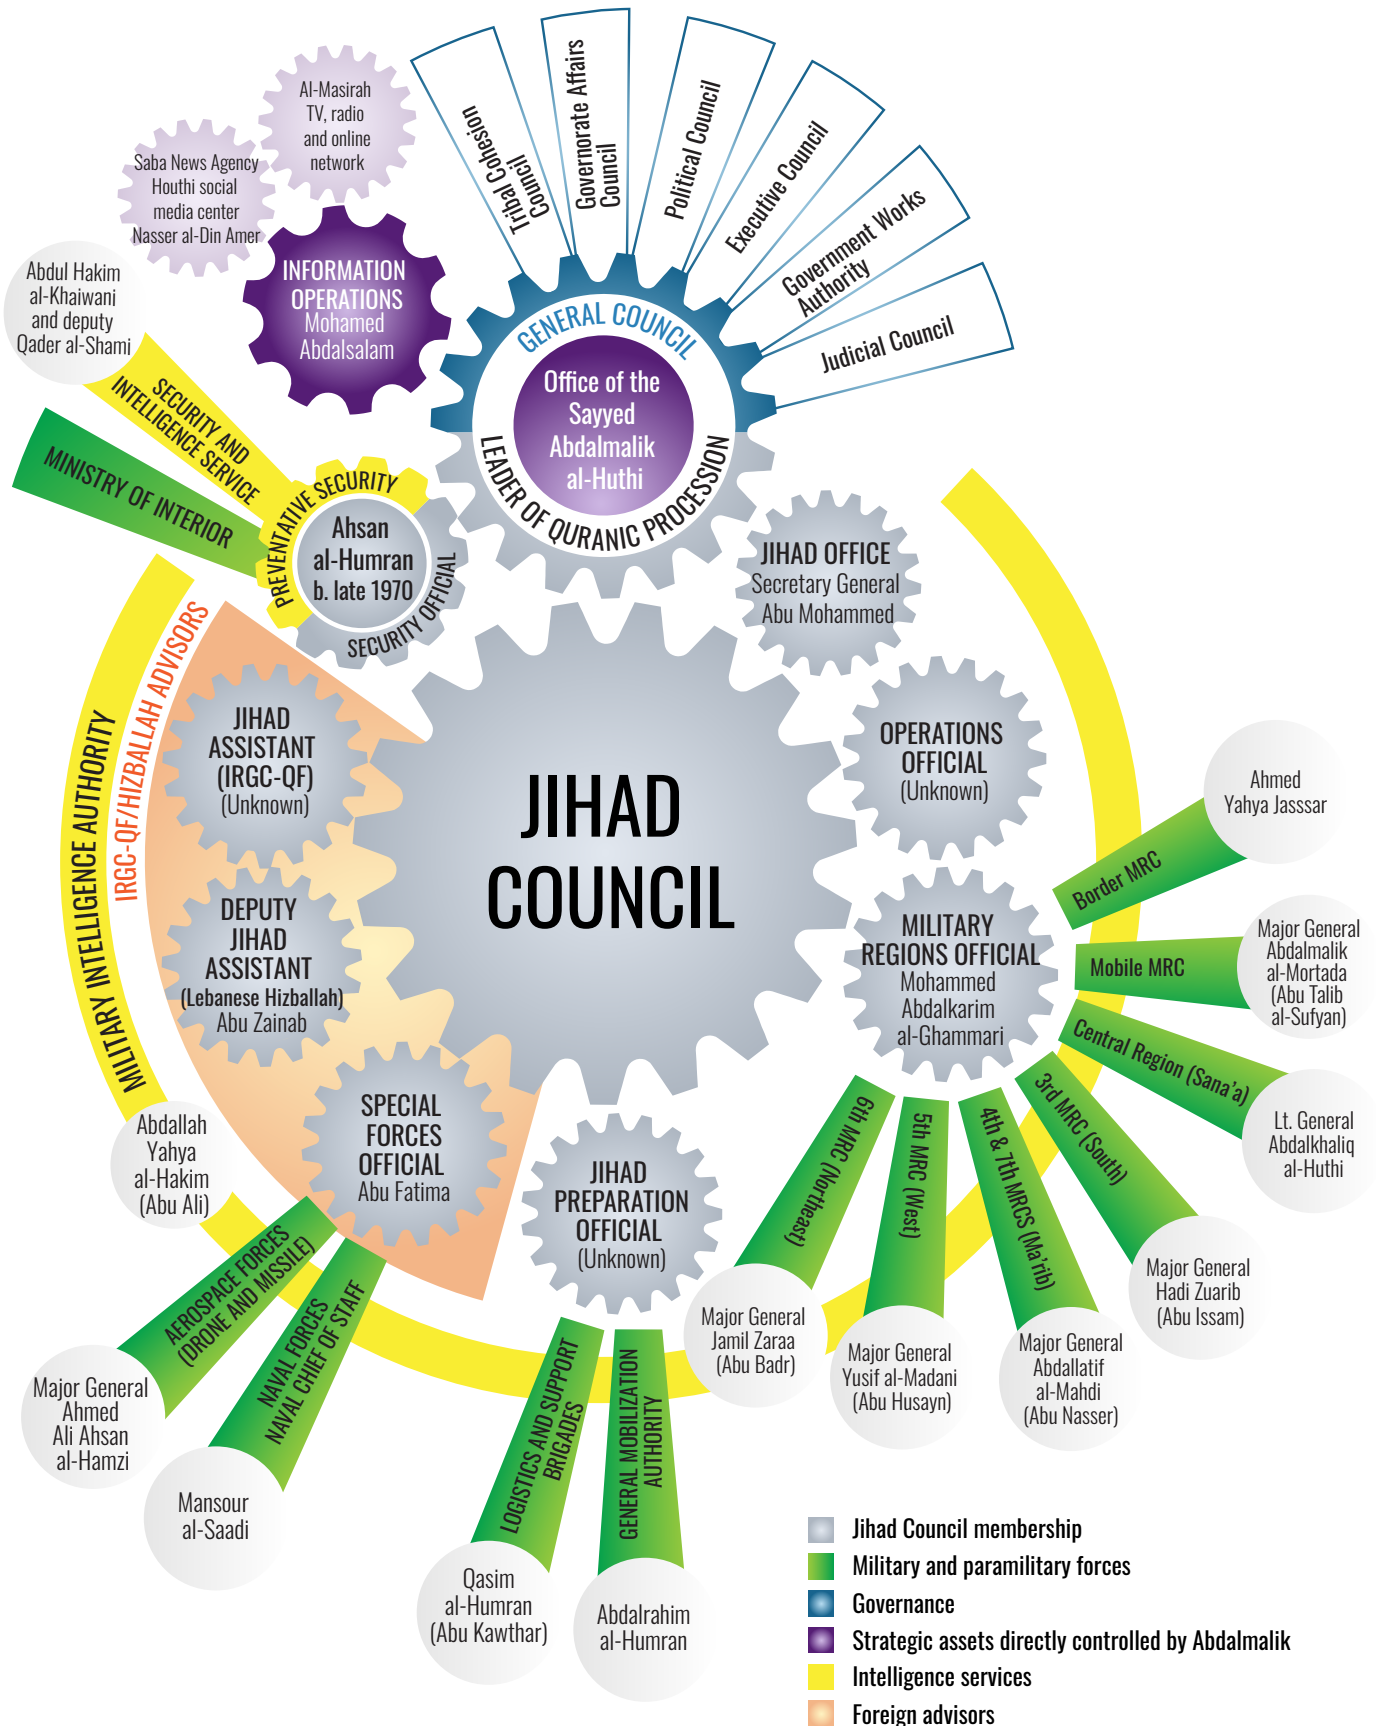 Al-Masirah
TV, radio
and online
network
Saba News Agency
Houthi social
media center
Nasser al-Din Amer
INFORMATION
OPERATIONS
Mohamed
Abdalsalam
Tribal Cohesion
Council
Governorate Affairs
Council
Political Council
Executive Council
Government Works
Authority
Judicial Council
GENERAL COUNCIL
Office of the
Sayyed
Abdalmalik
al-Huthi
LEADER OF QURANIC PROCESSION
Abdul Hakim
al-Khaiwani
and deputy
Qader al-Shami
SECURITY AND
INTELLIGENCE SERVICE
MINISTRY OF INTERIOR
PREVENTATIVE SECURITY
Ahsan
al-Humran
b. late 1970
SECURITY OFFICIAL
JIHAD OFFICE
Secretary General
Abu Mohammed
MILITARY INTELLIGENCE AUTHORITY
IRGC-QF/HIZBALLAH ADVISORS
JIHAD
ASSISTANT
(IRGC-QF)
(Unknown)
JIHAD
COUNCIL
OPERATIONS
OFFICIAL
(Unknown)
DEPUTY
JIHAD
ASSISTANT
(Lebanese Hizballah)
Abu Zainab
MILITARY
REGIONS OFFICIAL
Mohammed
Abdalkarim
al-Ghammari
Border MRC
Ahmed
Yahya Jasssar
Mobile MRC
Major General
Abdalmalik
al-Mortada
(Abu Talib
al-Sufyan)
Central Region (Sana'a)
Lt. General
Abdalkhaliq
al-Huthi
3rd MRC (South)
Major General
Hadi Zuarib
(Abu Issam)
4th & 7th MRCS (Ma'rib)
Major General
Abdallatif
al-Mahdi
(Abu Nasser)
5th MRC (West)
Major General
Yusif al-Madani
(Abu Husayn)
6th MRC (Northeast)
Major General
Jamil Zaraa
(Abu Badr)
SPECIAL
FORCES
OFFICIAL
Abu Fatima
JIHAD
PREPARATION
OFFICIAL
(Unknown)
Abdallah
Yahya
al-Hakim
(Abu Ali)
AEROSPACE FORCES
(DRONE AND MISSILE)
Major General
Ahmed
Ali Ahsan
al-Hamzi
NAVAL FORCES
NAVAL CHIEF OF STAFF
Mansour
al-Saadi
LOGISTICS AND SUPPORT
BRIGADES
Qasim
al-Humran
(Abu Kawthar)
GENERAL MOBILIZATION
AUTHORITY
Abdalrahim
al-Humran
Jihad Council membership
Military and paramilitary forces
Governance
Strategic assets directly controlled by Abdalmalik
Intelligence services
Foreign advisors